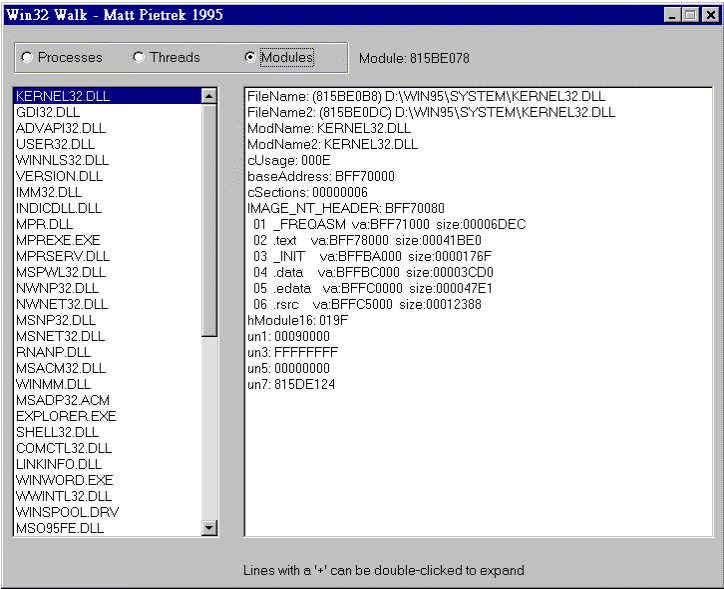 Win32 Walk - Matt Pietrek 1995
Processes Threads Modules Module: 815BE078
KERNEL32.DLL
GDI32.DLL
ADVAPI32.DLL
USER32.DLL
WINNLS32.DLL
VERSION.DLL
IMM32.DLL
INDICDLL.DLL
MPR.DLL
MPREXE.EXE
MPRSERV.DLL
MSPWL32.DLL
NWNP32.DLL
NWNET32.DLL
MSNP32.DLL
MSNET32.DLL
RNANP.DLL
MSACM32.DLL
WINMM.DLL
MSADP32.ACM
EXPLORER.EXE
SHELL32.DLL
COMCTL32.DLL
LINKINFO.DLL
WINWORD.EXE
WWINTL32.DLL
WINSPOOL.DRV
MSO95FE.DLL
FileName: (815BE0B8) D:\WIN95\SYSTEM\KERNEL32.DLL
FileName2: (815BE0DC) D:\WIN95\SYSTEM\KERNEL32.DLL
ModName: KERNEL32.DLL
ModName2: KERNEL32.DLL
cUsage: 000E
baseAddress: BFF70000
cSections: 00000006
IMAGE_NT_HEADER: BFF70080
01 _FREQASM va:BFF71000 size:00006DEC
02 .text va:BFF78000 size:00041BE0
03 _INIT va:BFFBA000 size:0000176F
04 .data va:BFFBC000 size:00003CD0
05 .edata va:BFFC0000 size:000047E1
06 .rsrc va:BFFC5000 size:00012388
hModule16: 019F
un1: 00090000
un3: FFFFFFFF
un5: 00000000
un7: 815DE124
Lines with a '+' can be double-clicked to expand